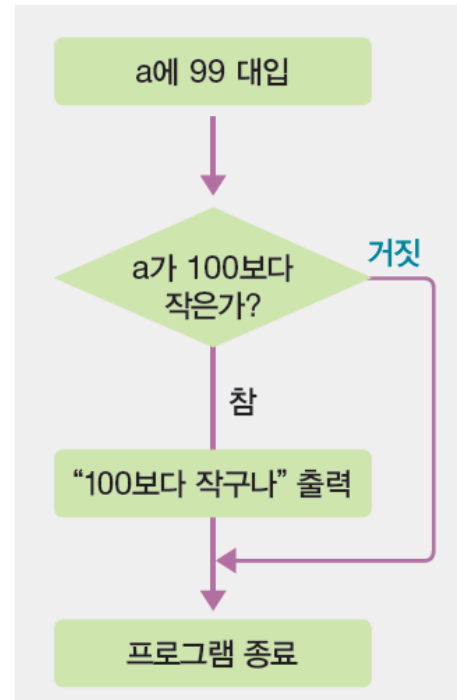 a에 99 대입
a가 100보다
작은가?
거짓
참
“100보다 작구나” 출력
프로그램 종료